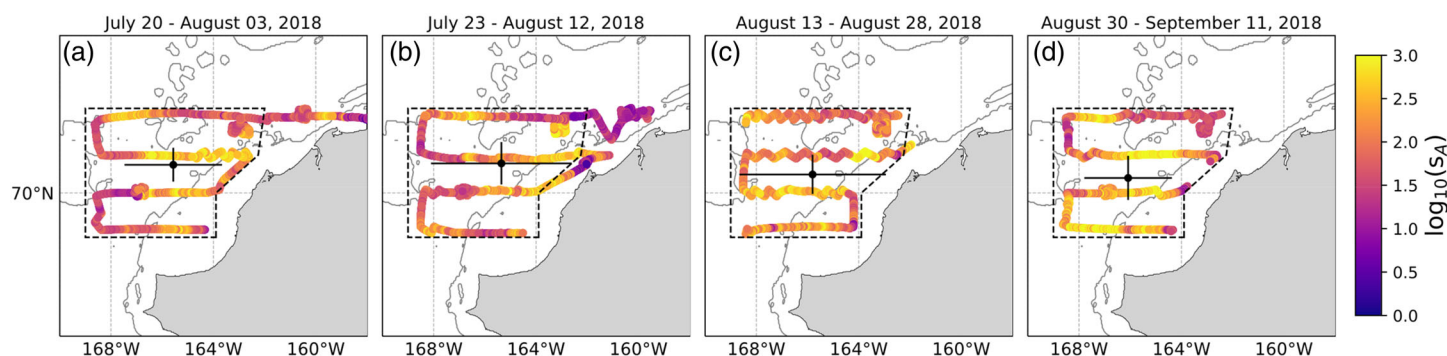 July 20 - August 03, 2018
July 23 - August 12, 2018
August 13 - August 28, 2018
August 30 - September 11, 2018
(a)
(b)
(c)
(d)
70°N
168°W 164°W 160°W
168°W 164°W 160°W
168°W 164°W 160°W
168°W 164°W 160°W
3.0
2.5
2.0
1.5
1.0
0.5
0.0
log₁₀(s_A)